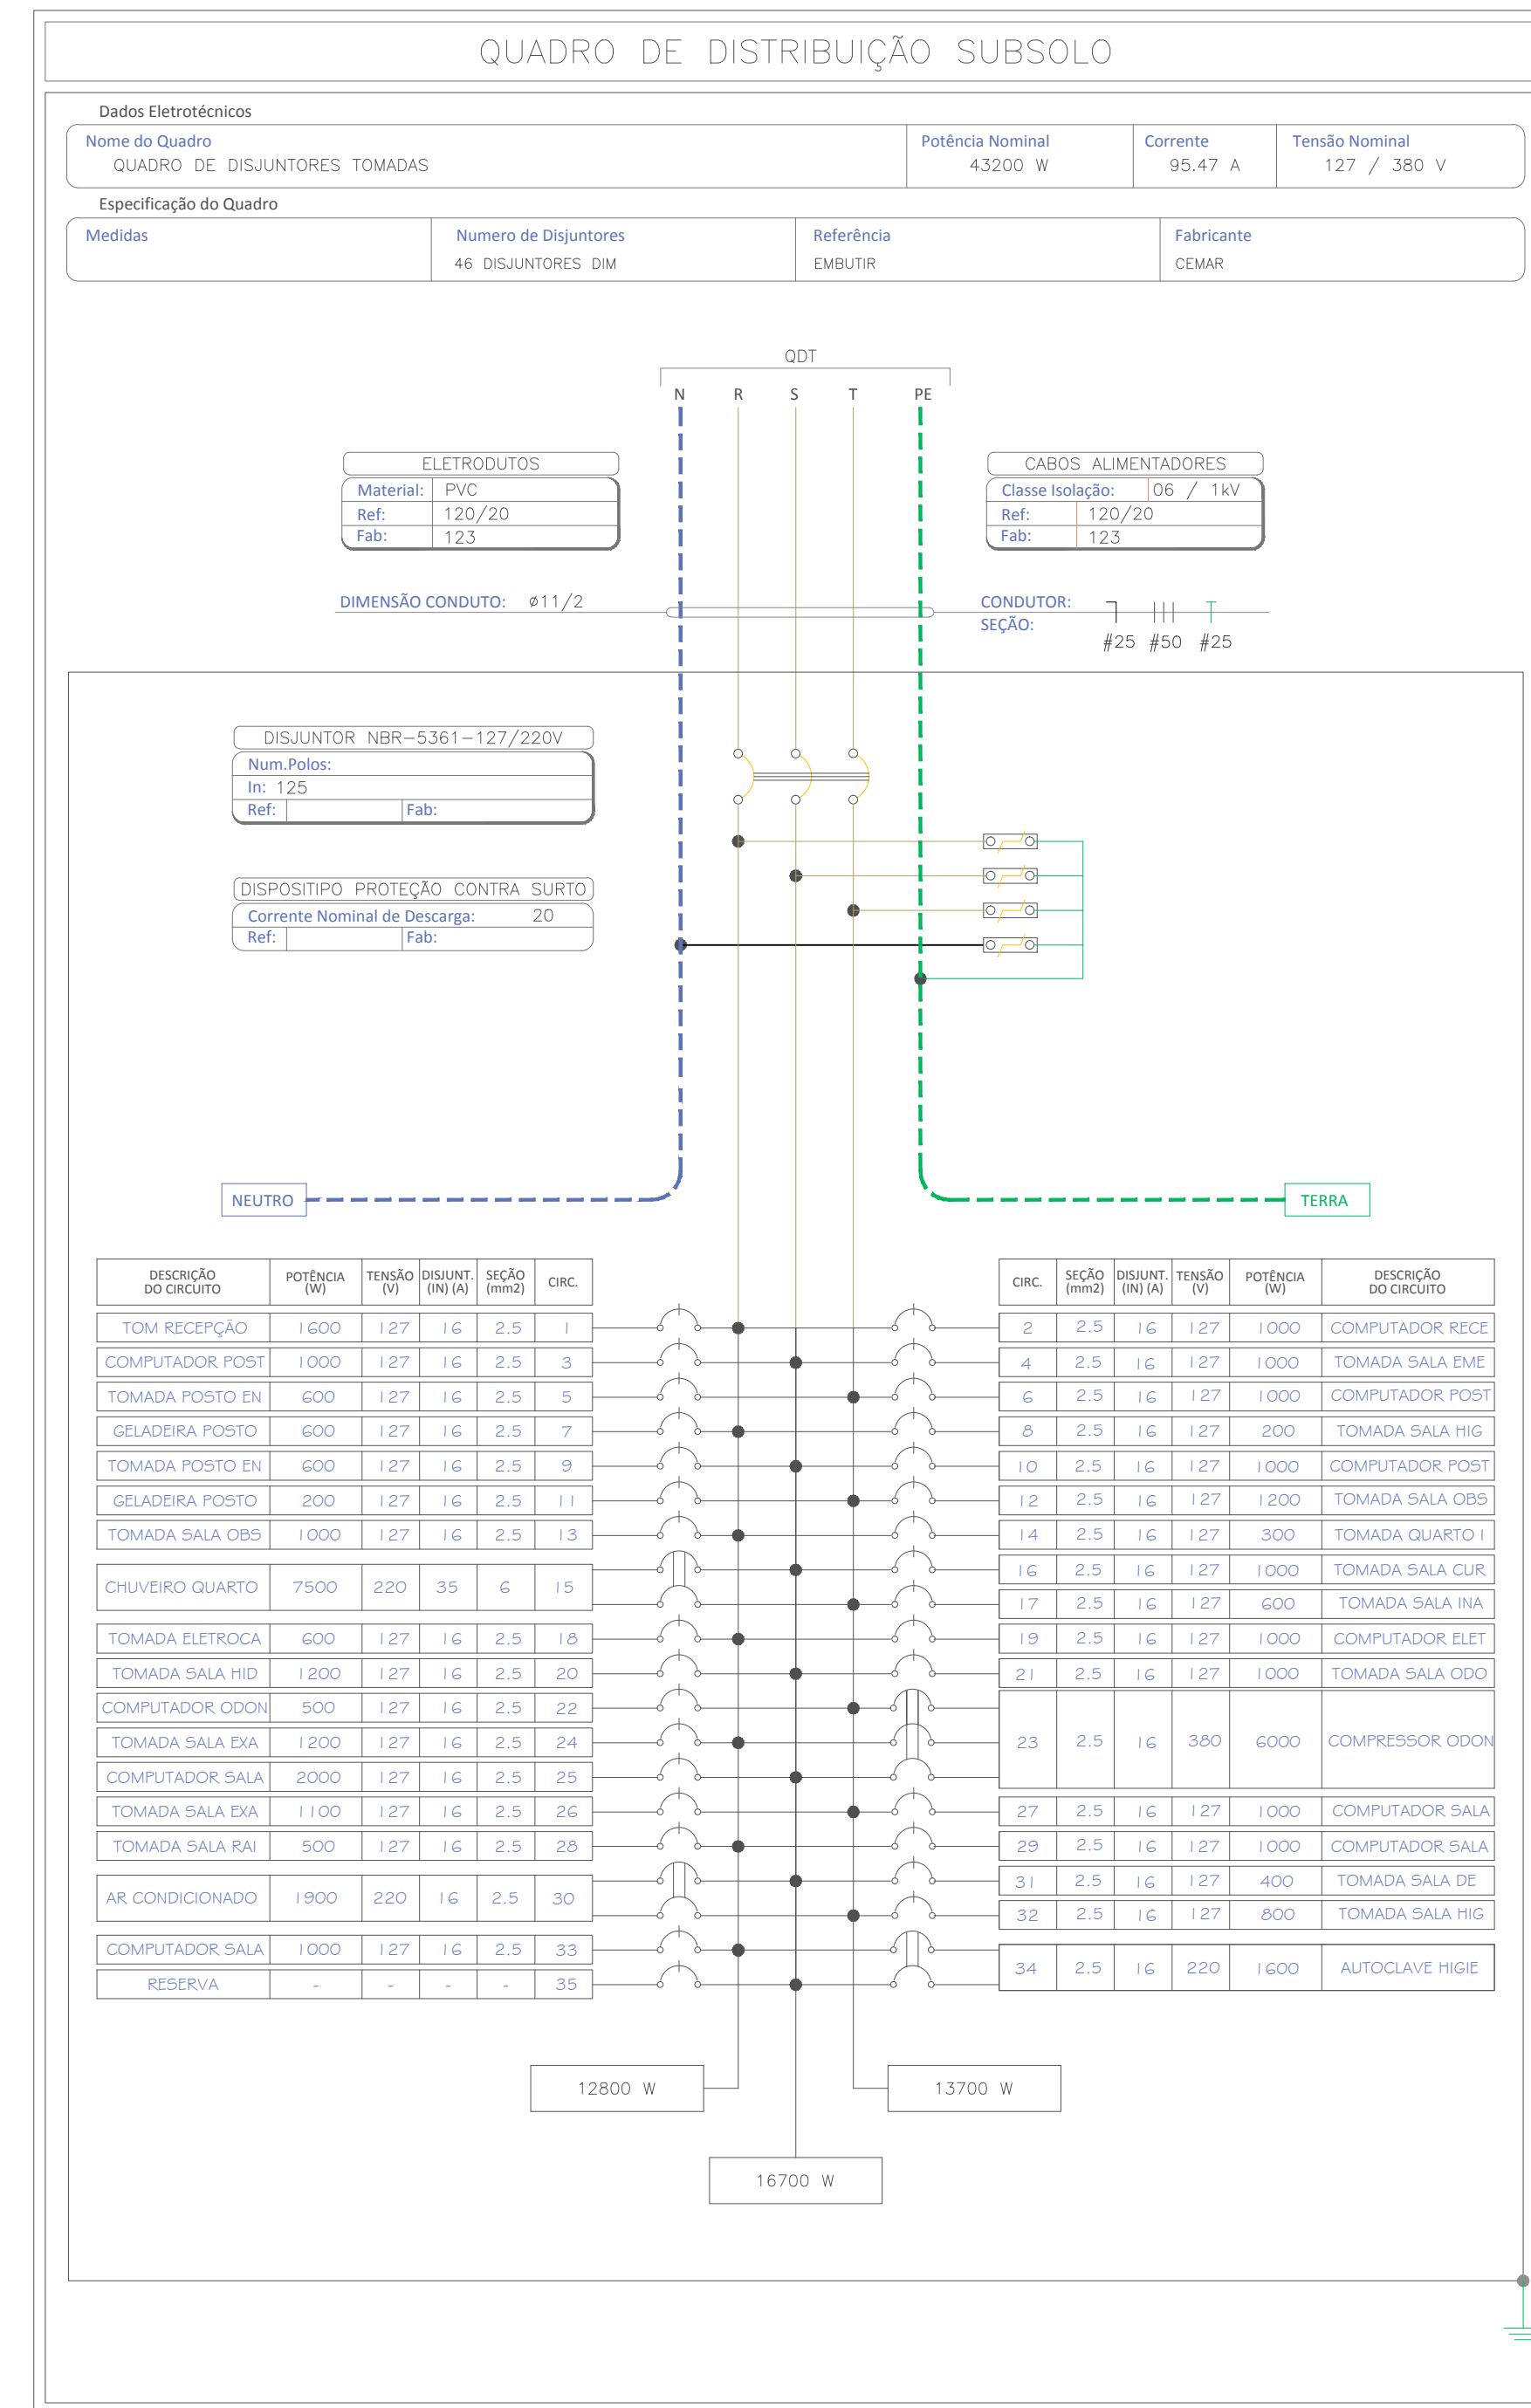 QUADRO DE DISTRIBUIÇÃO SUBSOLO
Dados Eletrotécnicos
Nome do Quadro Potência Nominal Corrente Tensão Nominal
QUADRO DE DISJUNTORES TOMADAS 43200 W 95.47 A 127 / 380 V
Especificação do Quadro
Medidas Numero de Disjuntores Referência Fabricante
46 DISJUNTORES DIM EMBUTIR CEMAR
QDT
N R S T PE
ELETRODUTOS
Material: PVC
Ref: 120/20
Fab: 123
CABOS ALIMENTADORES
Classe Isolação: 06 / 1kV
Ref: 120/20
Fab: 123
DIMENSÃO CONDUTO: ø11/2
CONDUTOR:
SEÇÃO:
#25 #50 #25
DISJUNTOR NBR-5361-127/220V
Num.Polos:
In: 125
Ref: Fab:
DISPOSITIPO PROTEÇÃO CONTRA SURTO
Corrente Nominal de Descarga: 20
Ref: Fab:
NEUTRO
TERRA
DESCRIÇÃO DO CIRCUITO POTÊNCIA (W) TENSÃO (V) DISJUNT. (IN) (A) SEÇÃO (mm2) CIRC.
TOM RECEPÇÃO 1600 127 16 2.5 1
COMPUTADOR POST 1000 127 16 2.5 3
TOMADA POSTO EN 600 127 16 2.5 5
GELADEIRA POSTO 600 127 16 2.5 7
TOMADA POSTO EN 600 127 16 2.5 9
GELADEIRA POSTO 200 127 16 2.5 11
TOMADA SALA OBS 1000 127 16 2.5 13
CHUVEIRO QUARTO 7500 220 35 6 15
TOMADA ELETROCA 600 127 16 2.5 18
TOMADA SALA HID 1200 127 16 2.5 20
COMPUTADOR ODON 500 127 16 2.5 22
TOMADA SALA EXA 1200 127 16 2.5 24
COMPUTADOR SALA 2000 127 16 2.5 25
TOMADA SALA EXA 1100 127 16 2.5 26
TOMADA SALA RAI 500 127 16 2.5 28
AR CONDICIONADO 1900 220 16 2.5 30
COMPUTADOR SALA 1000 127 16 2.5 33
RESERVA - - - - 35
CIRC. SEÇÃO (mm2) DISJUNT. (IN) (A) TENSÃO (V) POTÊNCIA (W) DESCRIÇÃO DO CIRCUITO
2 2.5 16 127 1000 COMPUTADOR RECE
4 2.5 16 127 1000 TOMADA SALA EME
6 2.5 16 127 1000 COMPUTADOR POST
8 2.5 16 127 200 TOMADA SALA HIG
10 2.5 16 127 1000 COMPUTADOR POST
12 2.5 16 127 1200 TOMADA SALA OBS
14 2.5 16 127 300 TOMADA QUARTO I
16 2.5 16 127 1000 TOMADA SALA CUR
17 2.5 16 127 600 TOMADA SALA INA
19 2.5 16 127 1000 COMPUTADOR ELET
21 2.5 16 127 1000 TOMADA SALA ODO
23 2.5 16 380 6000 COMPRESSOR ODON
27 2.5 16 127 1000 COMPUTADOR SALA
29 2.5 16 127 1000 COMPUTADOR SALA
31 2.5 16 127 400 TOMADA SALA DE
32 2.5 16 127 800 TOMADA SALA HIG
34 2.5 16 220 1600 AUTOCLAVE HIGIE
12800 W
13700 W
16700 W